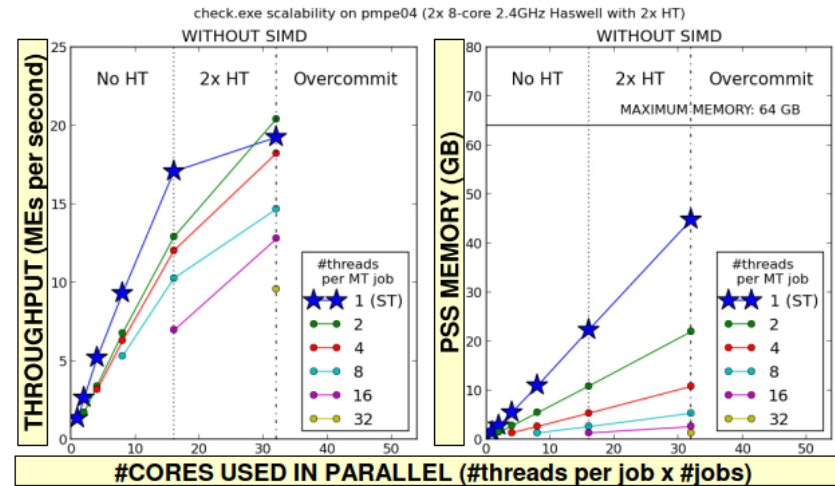 check.exe scalability on pmpe04 (2x 8-core 2.4GHz Haswell with 2x HT)
WITHOUT SIMD
THROUGHPUT (MEs per second)
25
20
15
10
5
0
No HT
2x HT
Overcommit
#threads
per MT job
1 (ST)
2
4
8
16
32
0
10
20
30
40
50
WITHOUT SIMD
PSS MEMORY (GB)
80
70
60
50
40
30
20
10
0
No HT
2x HT
Overcommit
MAXIMUM MEMORY: 64 GB
#threads
per MT job
1 (ST)
2
4
8
16
32
0
10
20
30
40
50
#CORES USED IN PARALLEL (#threads per job x #jobs)